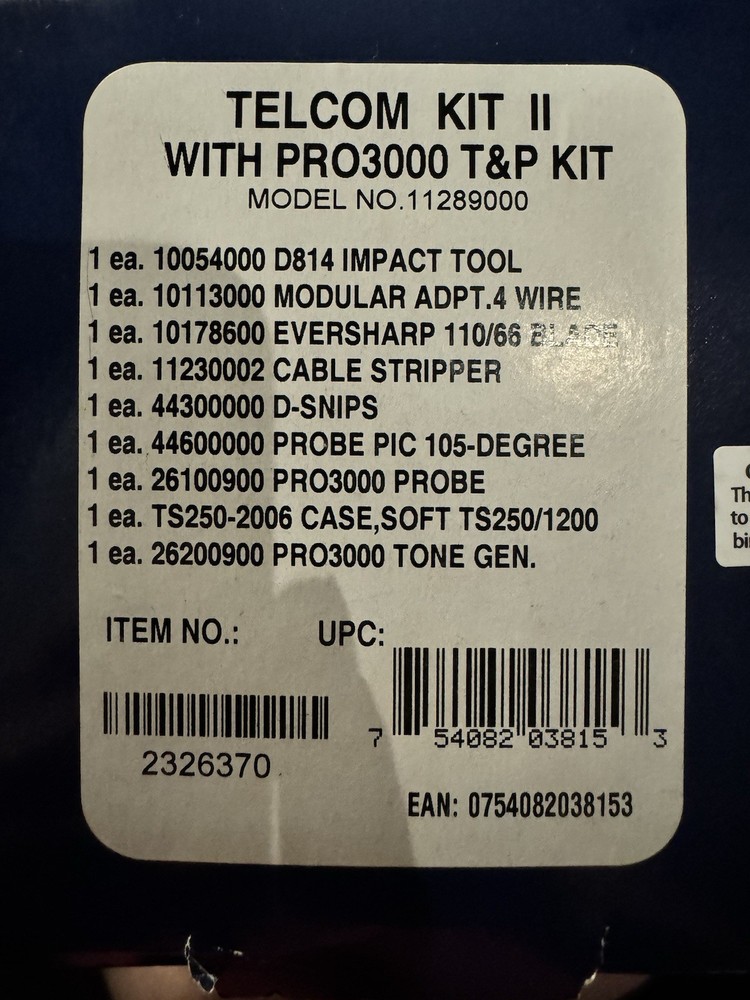 TELCOM KIT II
WITH PRO3000 T&P KIT
MODEL NO.11289000
1 ea. 10054000 D814 IMPACT TOOL
1 ea. 10113000 MODULAR ADPT.4 WIRE
1 ea. 10178600 EVERSHARP 110/66 BLADE
1 ea. 11230002 CABLE STRIPPER
1 ea. 44300000 D-SNIPS
1 ea. 44600000 PROBE PIC 105-DEGREE
1 ea. 26100900 PRO3000 PROBE
1 ea. TS250-2006 CASE,SOFT TS250/1200
1 ea. 26200900 PRO3000 TONE GEN.
ITEM NO.: UPC:
7 54082 03815 3
2326370
EAN: 0754082038153
to